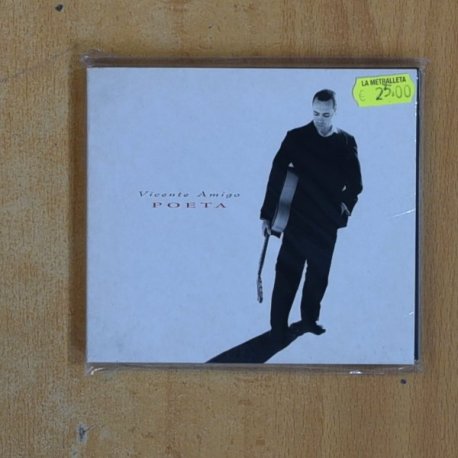 LA METRALLETA
€ 25.00
Vicente Amigo
POETA